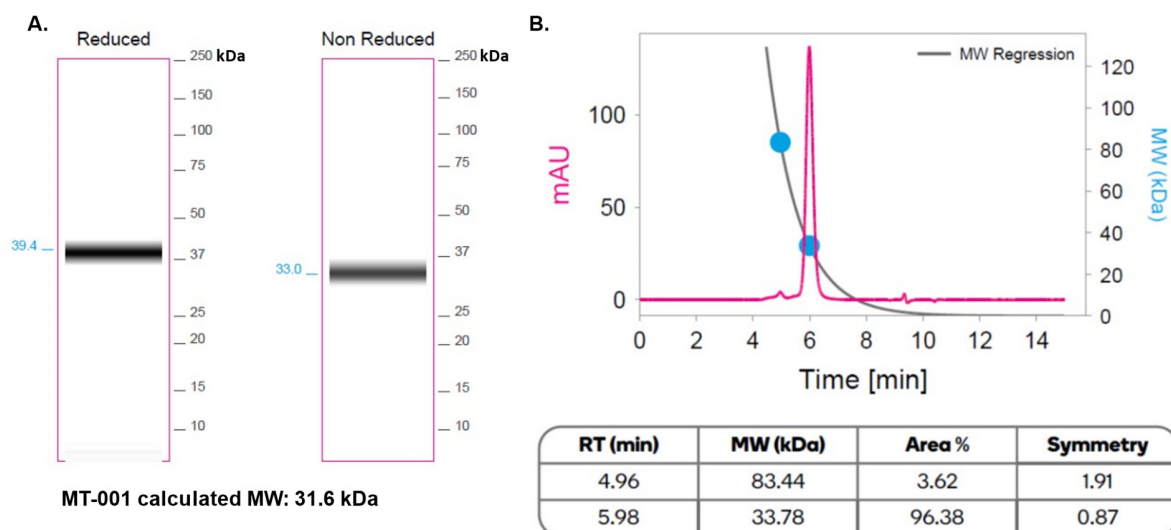 A.
Reduced
250 kDa
150
100
75
50
39.4
37
25
20
15
10
Non Reduced
250 kDa
150
100
75
50
37
33.0
25
20
15
10
MT-001 calculated MW: 31.6 kDa
B.
MW Regression
mAU
100
50
0
MW (kDa)
120
100
80
60
40
20
0
0 2 4 6 8 10 12 14
Time [min]
RT (min) MW (kDa) Area % Symmetry
4.96 83.44 3.62 1.91
5.98 33.78 96.38 0.87